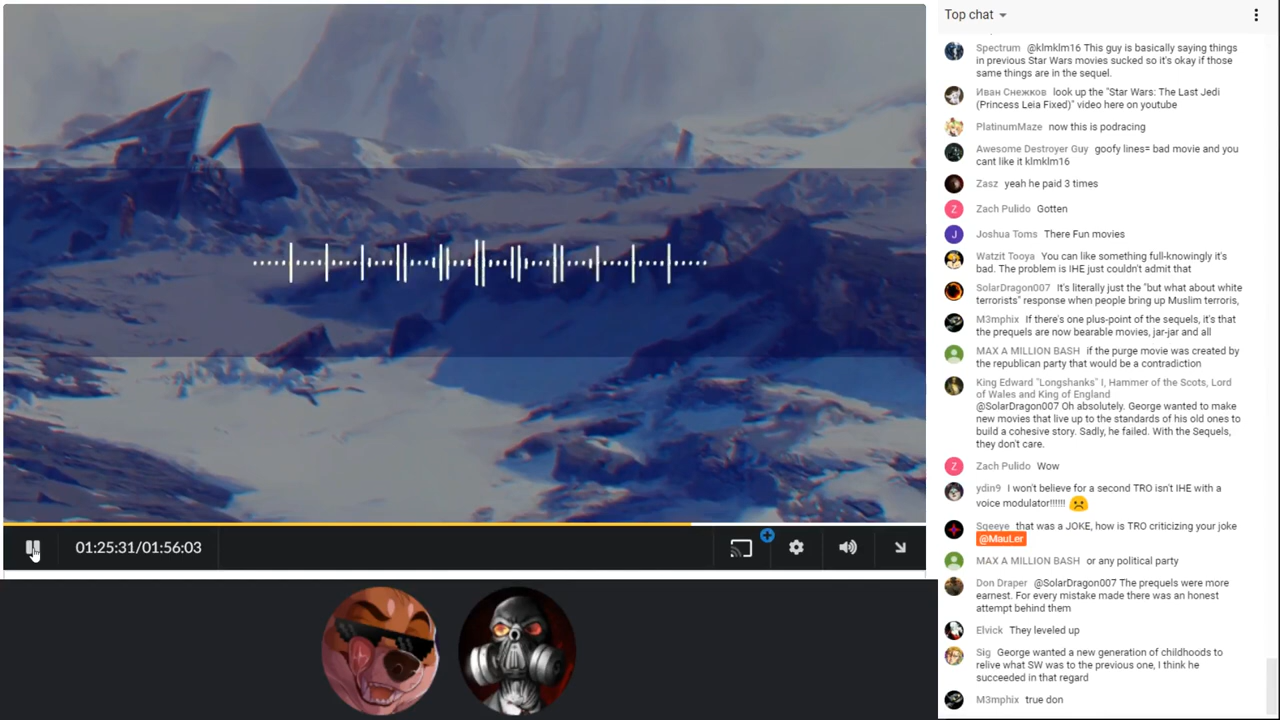 Top chat
Spectrum @klmklm16 This guy is basically saying things
in previous Star Wars movies sucked so it's okay if those
same things are in the sequel.
Иван Снежков look up the "Star Wars: The Last Jedi
(Princess Leia Fixed)" video here on youtube
PlatinumMaze now this is podracing
Awesome Destroyer Guy goofy lines= bad movie and you
cant like it klmklm16
Zasz yeah he paid 3 times
Z Zach Pulido Gotten
J Joshua Toms There Fun movies
Watzit Tooya You can like something full-knowingly it's
bad. The problem is IHE just couldn't admit that
SolarDragon007 It's literally just the "but what about white
terrorists" response when people bring up Muslim terroris,
M3mphix If there's one plus-point of the sequels, it's that
the prequels are now bearable movies, jar-jar and all
MAX A MILLION BASH if the purge movie was created by
the republican party that would be a contradiction
King Edward "Longshanks" I, Hammer of the Scots, Lord
of Wales and King of England
@SolarDragon007 Oh absolutely. George wanted to make
new movies that live up to the standards of his old ones to
build a cohesive story. Sadly, he failed. With the Sequels,
they don't care.
Z Zach Pulido Wow
ydin9 I won't believe for a second TRO isn't IHE with a
voice modulator!!!!!!
Sqeeye that was a JOKE, how is TRO criticizing your joke
@MauLer
MAX A MILLION BASH or any political party
Don Draper @SolarDragon007 The prequels were more
earnest. For every mistake made there was an honest
attempt behind them
Elvick They leveled up
Sig George wanted a new generation of childhoods to
relive what SW was to the previous one, I think he
succeeded in that regard
M3mphix true don
01:25:31/01:56:03